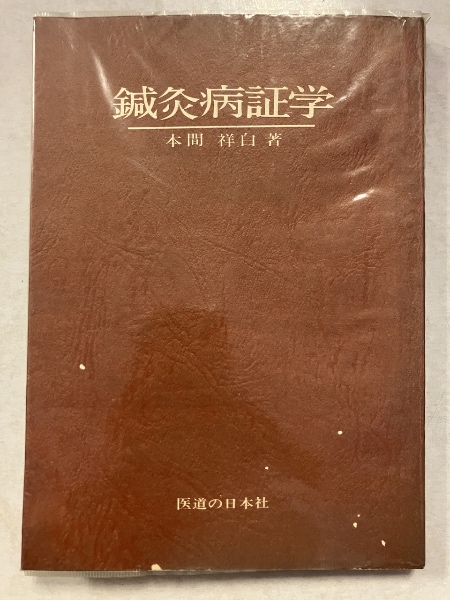 鍼灸病証学
本間 祥白 著
医道の日本社